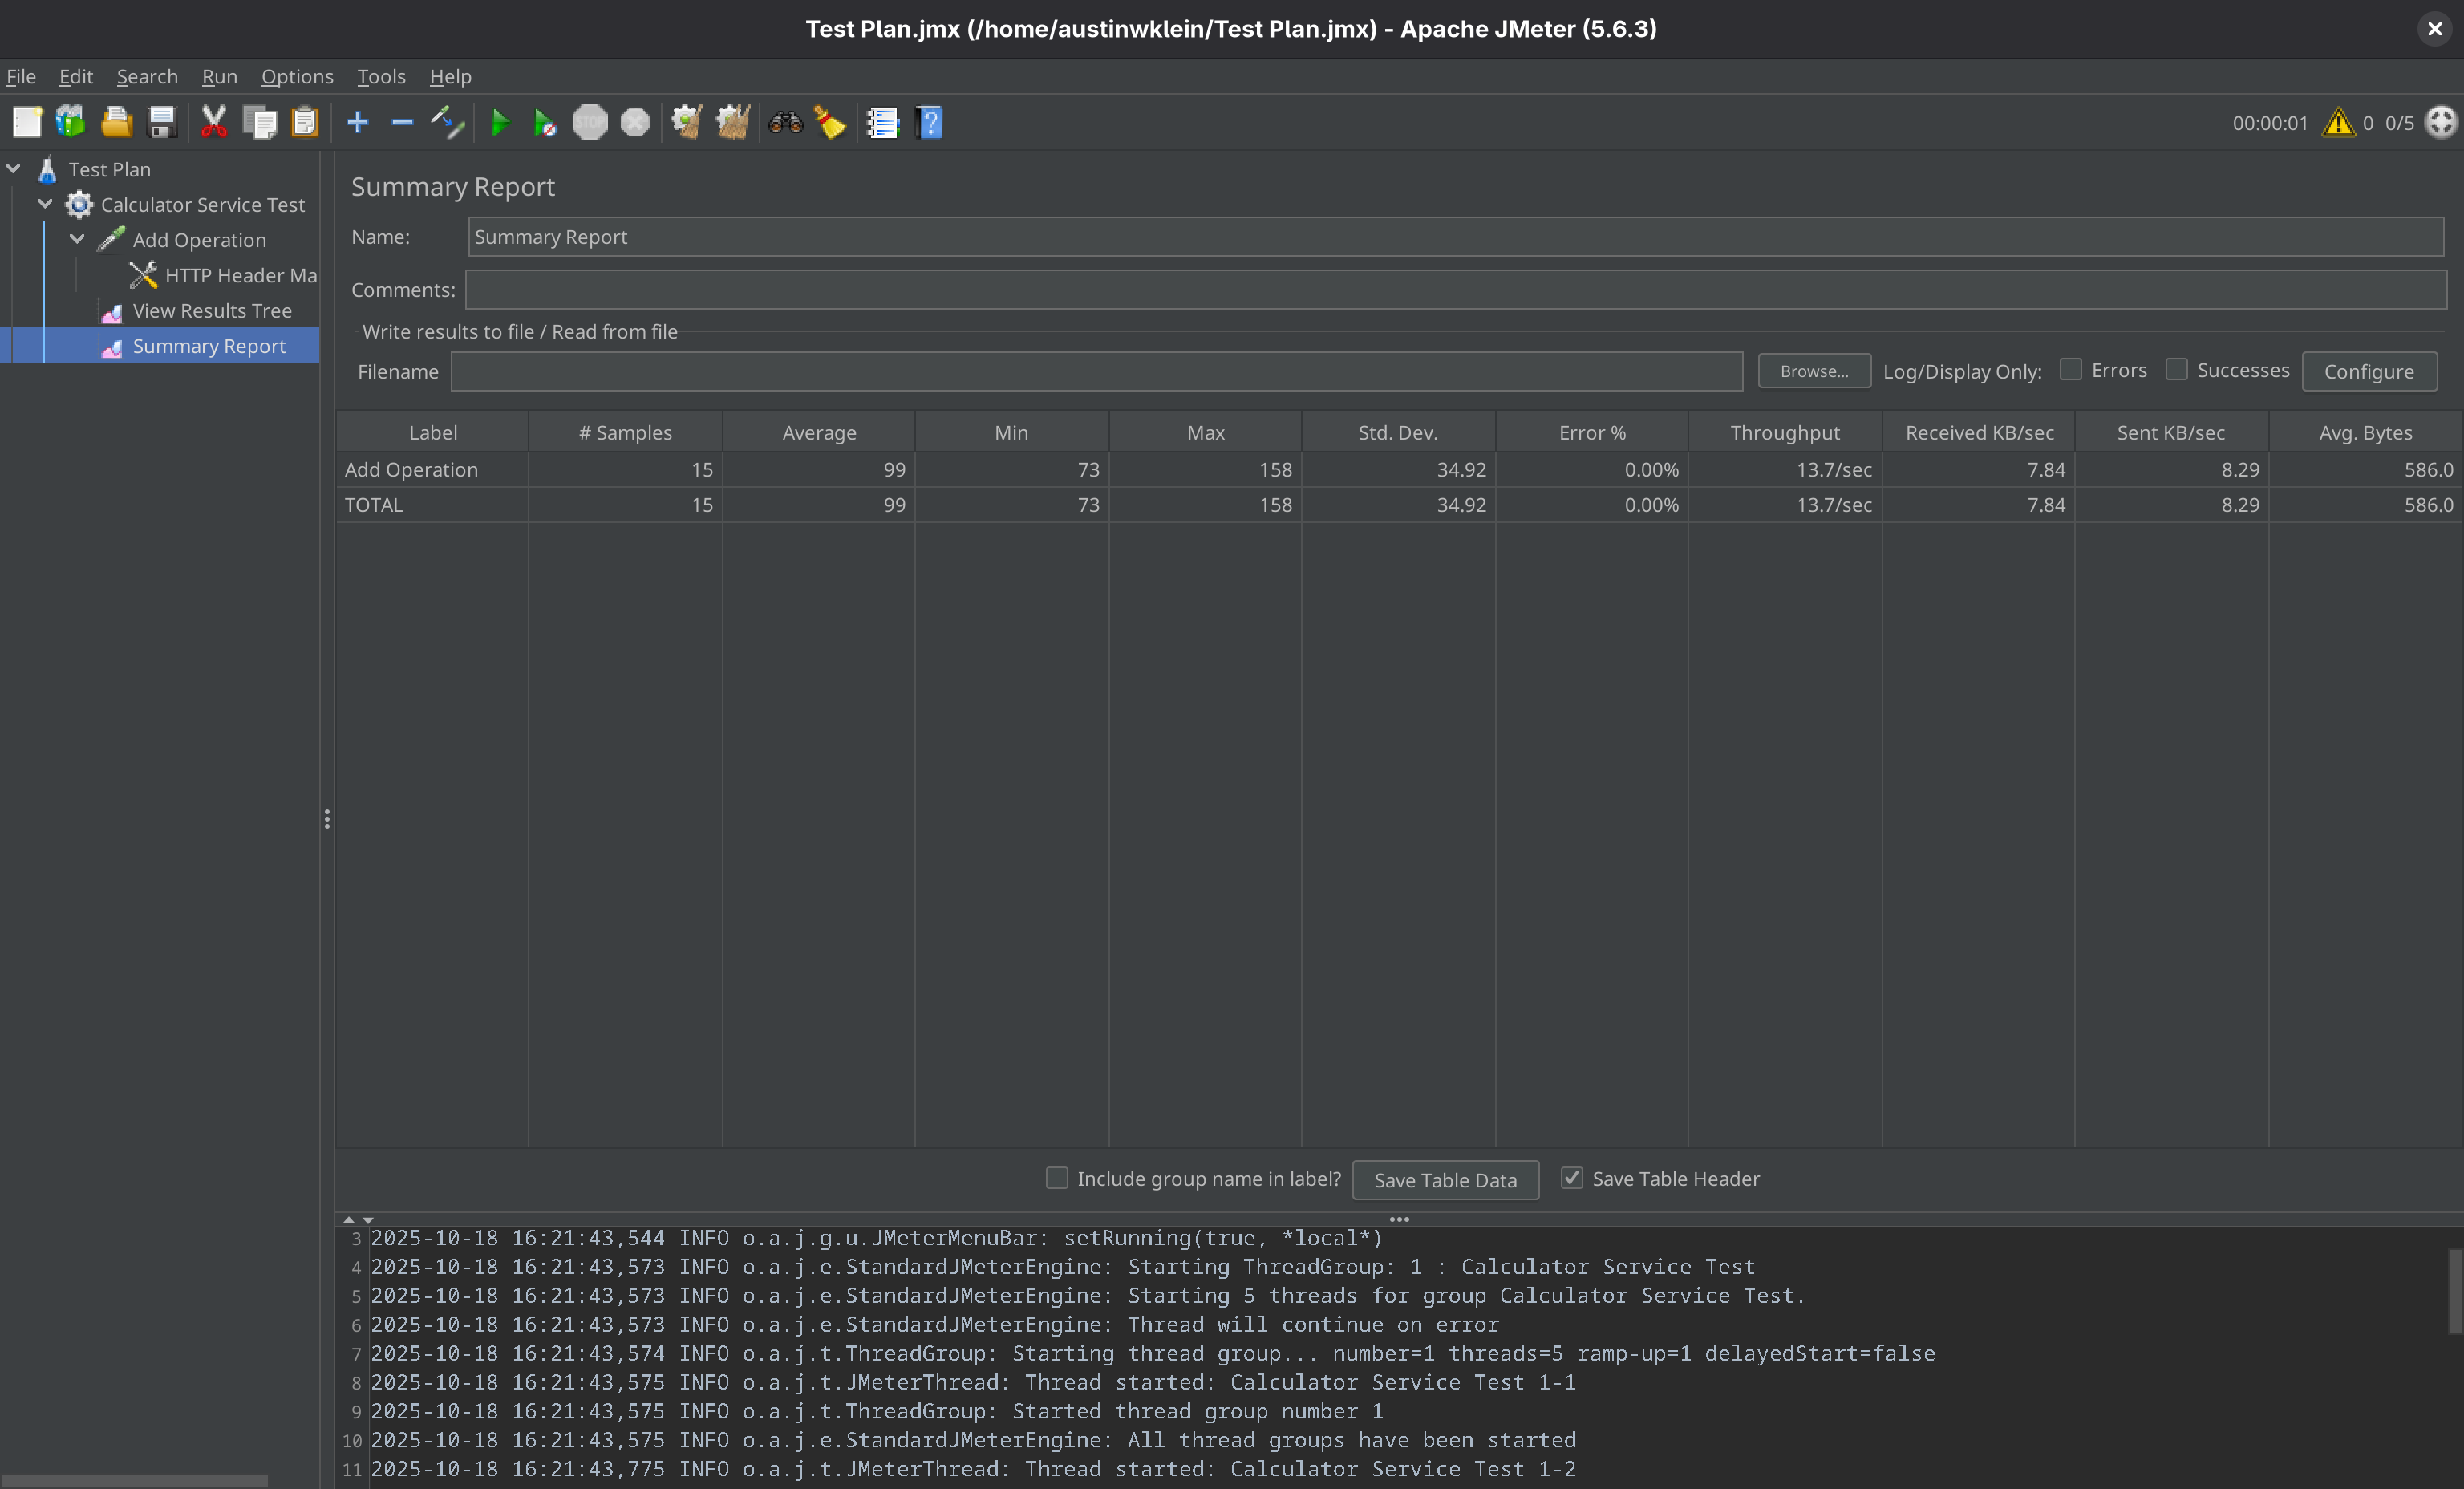 Test Plan.jmx (/home/austinwklein/Test Plan.jmx) - Apache JMeter (5.6.3)
File Edit Search Run Options Tools Help
STOP
00:00:01 0 0/5
Test Plan
Calculator Service Test
Add Operation
HTTP Header Ma
View Results Tree
Summary Report
Summary Report
Name: Summary Report
Comments:
Write results to file / Read from file
Filename Browse... Log/Display Only: Errors Successes Configure
Label # Samples Average Min Max Std. Dev. Error % Throughput Received KB/sec Sent KB/sec Avg. Bytes
Add Operation 15 99 73 158 34.92 0.00% 13.7/sec 7.84 8.29 586.0
TOTAL 15 99 73 158 34.92 0.00% 13.7/sec 7.84 8.29 586.0
Include group name in label? Save Table Data Save Table Header
3 2025-10-18 16:21:43,544 INFO o.a.j.g.u.JMeterMenuBar: setRunning(true, *local*)
4 2025-10-18 16:21:43,573 INFO o.a.j.e.StandardJMeterEngine: Starting ThreadGroup: 1 : Calculator Service Test
5 2025-10-18 16:21:43,573 INFO o.a.j.e.StandardJMeterEngine: Starting 5 threads for group Calculator Service Test.
6 2025-10-18 16:21:43,573 INFO o.a.j.e.StandardJMeterEngine: Thread will continue on error
7 2025-10-18 16:21:43,574 INFO o.a.j.t.ThreadGroup: Starting thread group... number=1 threads=5 ramp-up=1 delayedStart=false
8 2025-10-18 16:21:43,575 INFO o.a.j.t.JMeterThread: Thread started: Calculator Service Test 1-1
9 2025-10-18 16:21:43,575 INFO o.a.j.t.ThreadGroup: Started thread group number 1
10 2025-10-18 16:21:43,575 INFO o.a.j.e.StandardJMeterEngine: All thread groups have been started
11 2025-10-18 16:21:43,775 INFO o.a.j.t.JMeterThread: Thread started: Calculator Service Test 1-2